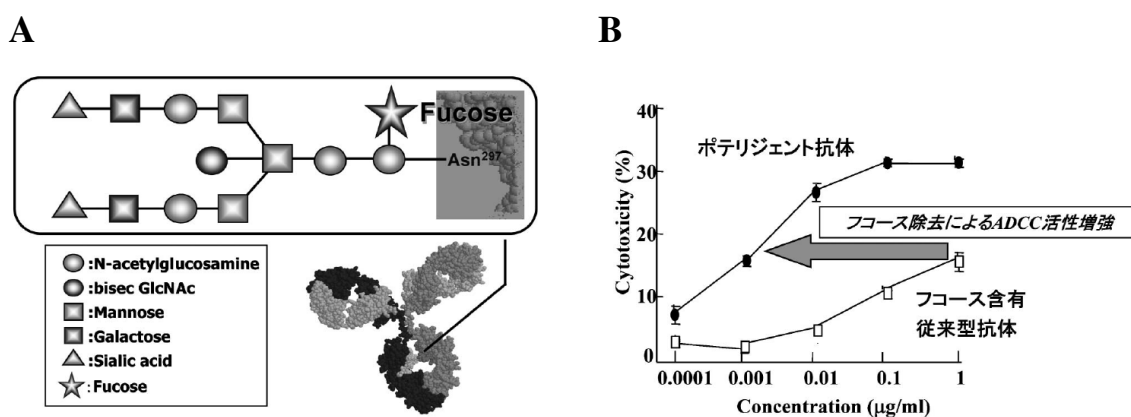 A
Fucose
Asn297
:N-acetylglucosamine
:bisec GlcNAc
:Mannose
:Galactose
:Sialic acid
:Fucose
B
Cytotoxicity (%)
40
30
20
10
0
ポテリジェント抗体
フコース除去によるADCC活性増強
フコース含有
従来型抗体
0.0001 0.001 0.01 0.1 1
Concentration (μg/ml)